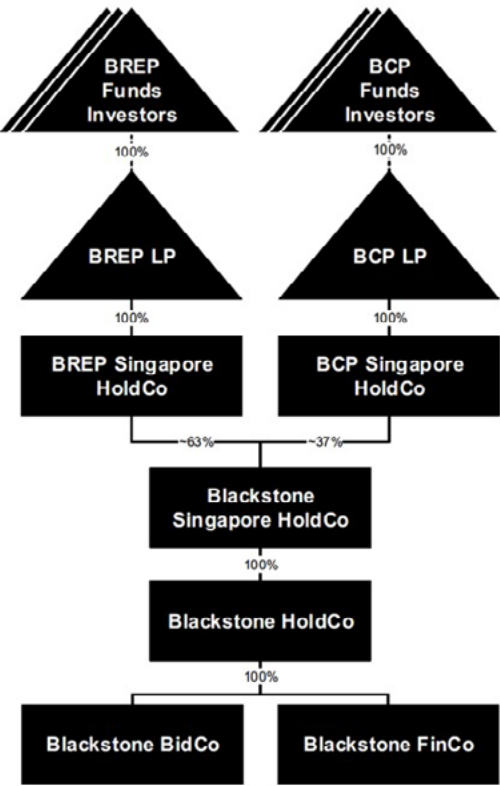 BREP
Funds
Investors
BCP
Funds
Investors
100%
100%
BREP LP
BCP LP
100%
100%
BREP Singapore
HoldCo
BCP Singapore
HoldCo
~63%
~37%
Blackstone
Singapore HoldCo
100%
Blackstone HoldCo
100%
Blackstone BidCo
Blackstone FinCo